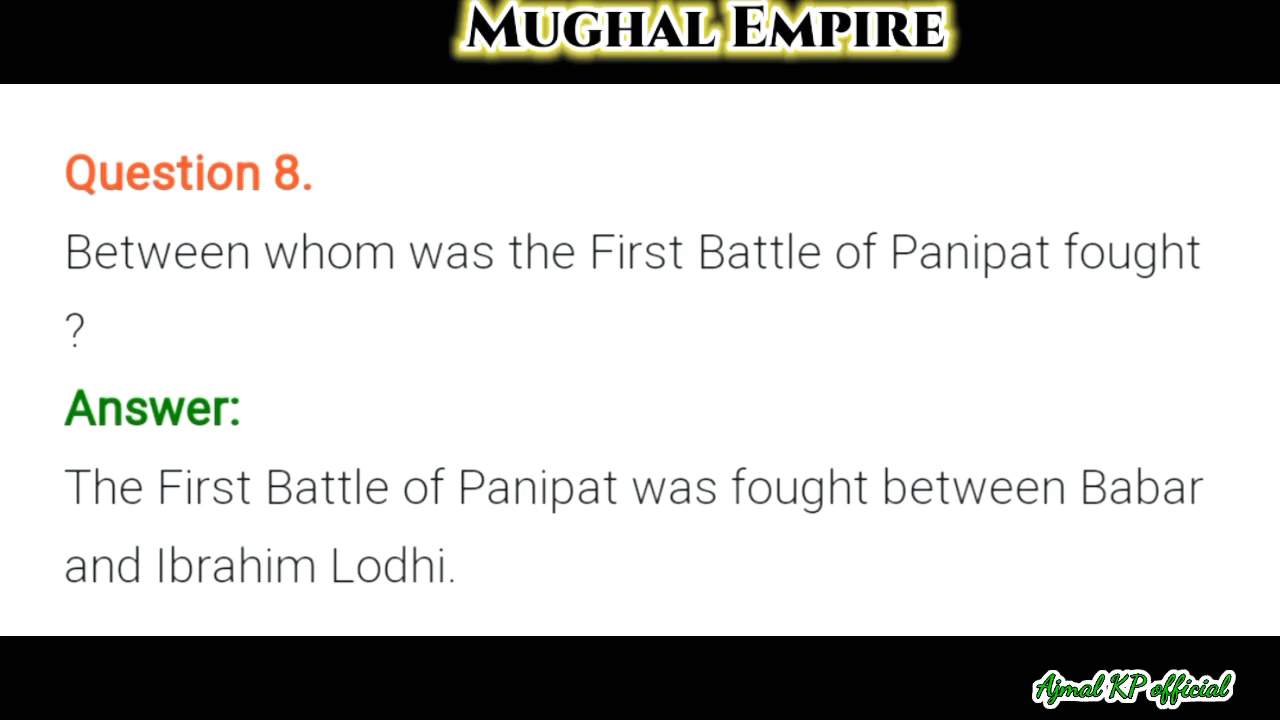 MUGHAL EMPIRE
Question 8.
Between whom was the First Battle of Panipat fought
?
Answer:
The First Battle of Panipat was fought between Babar
and Ibrahim Lodhi.
Ajmal KP official